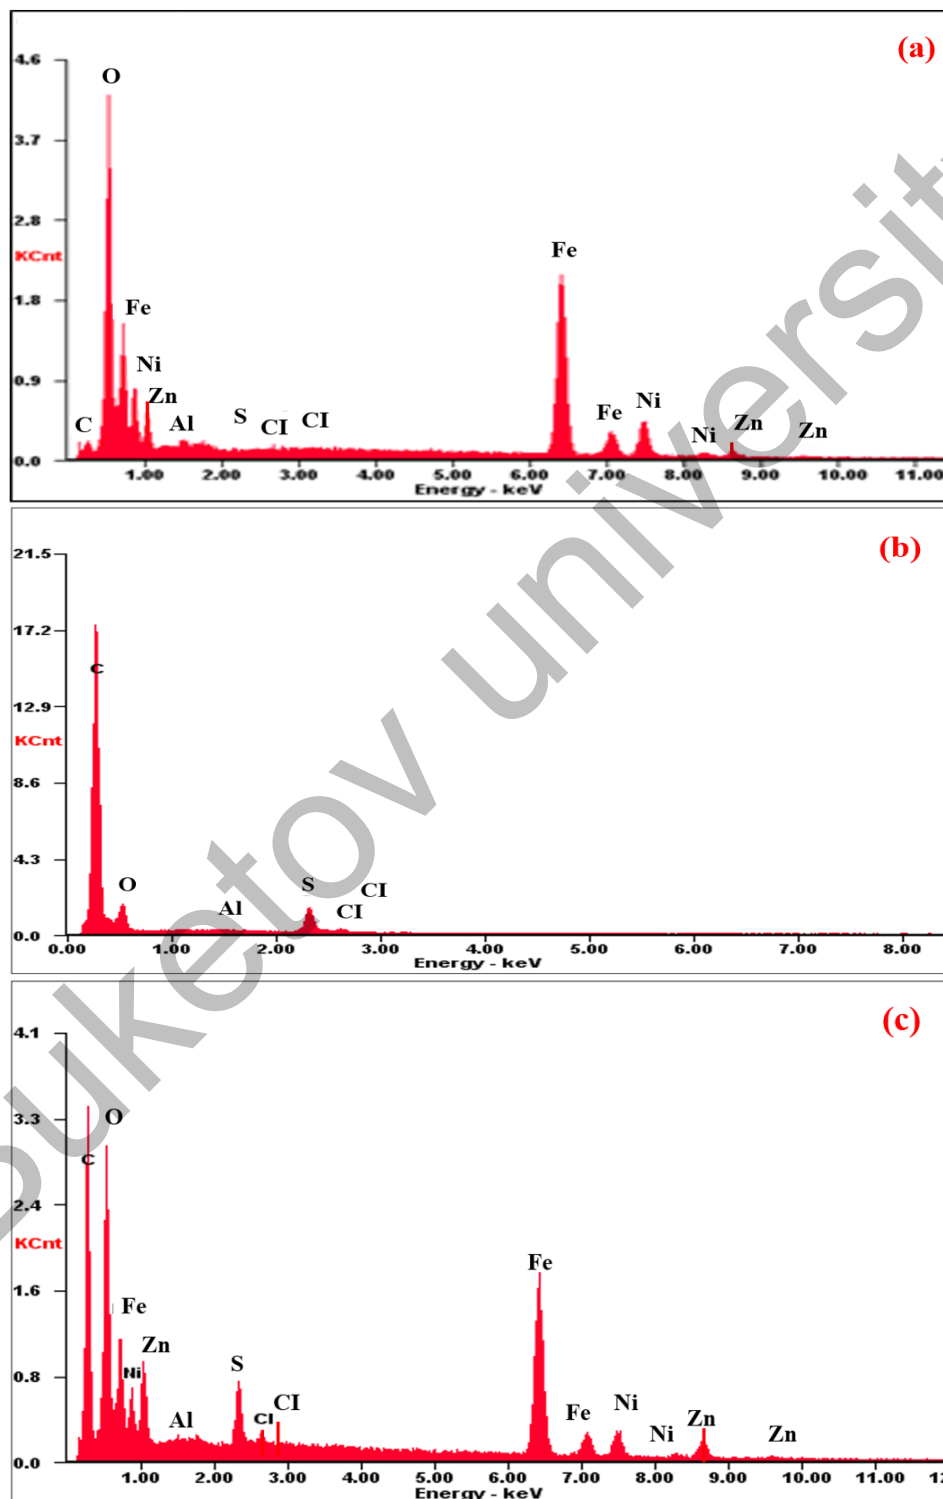 (a)
4.6
O
3.7
2.8
KCnt
Fe
1.8
Fe
Ni
0.9
Zn
C
Al
S
CI
CI
Fe
Ni
Ni
Zn
Zn
0.0
1.00 2.00 3.00 4.00 5.00 6.00 7.00 8.00 9.00 10.00 11.00
Energy - keV
(b)
21.5
17.2
C
12.9
KCnt
8.6
4.3
O
Al
S
CI
CI
0.0
0.00 1.00 2.00 3.00 4.00 5.00 6.00 7.00 8.00
Energy - keV
(c)
4.1
3.3
O
C
2.4
KCnt
Fe
1.6
Fe
Zn
Ni
0.8
S
Al
Cl
CI
Fe
Ni
Ni
Zn
Zn
0.0
1.00 2.00 3.00 4.00 5.00 6.00 7.00 8.00 9.00 10.00 11.00 12
Energy - keV
Buketov university